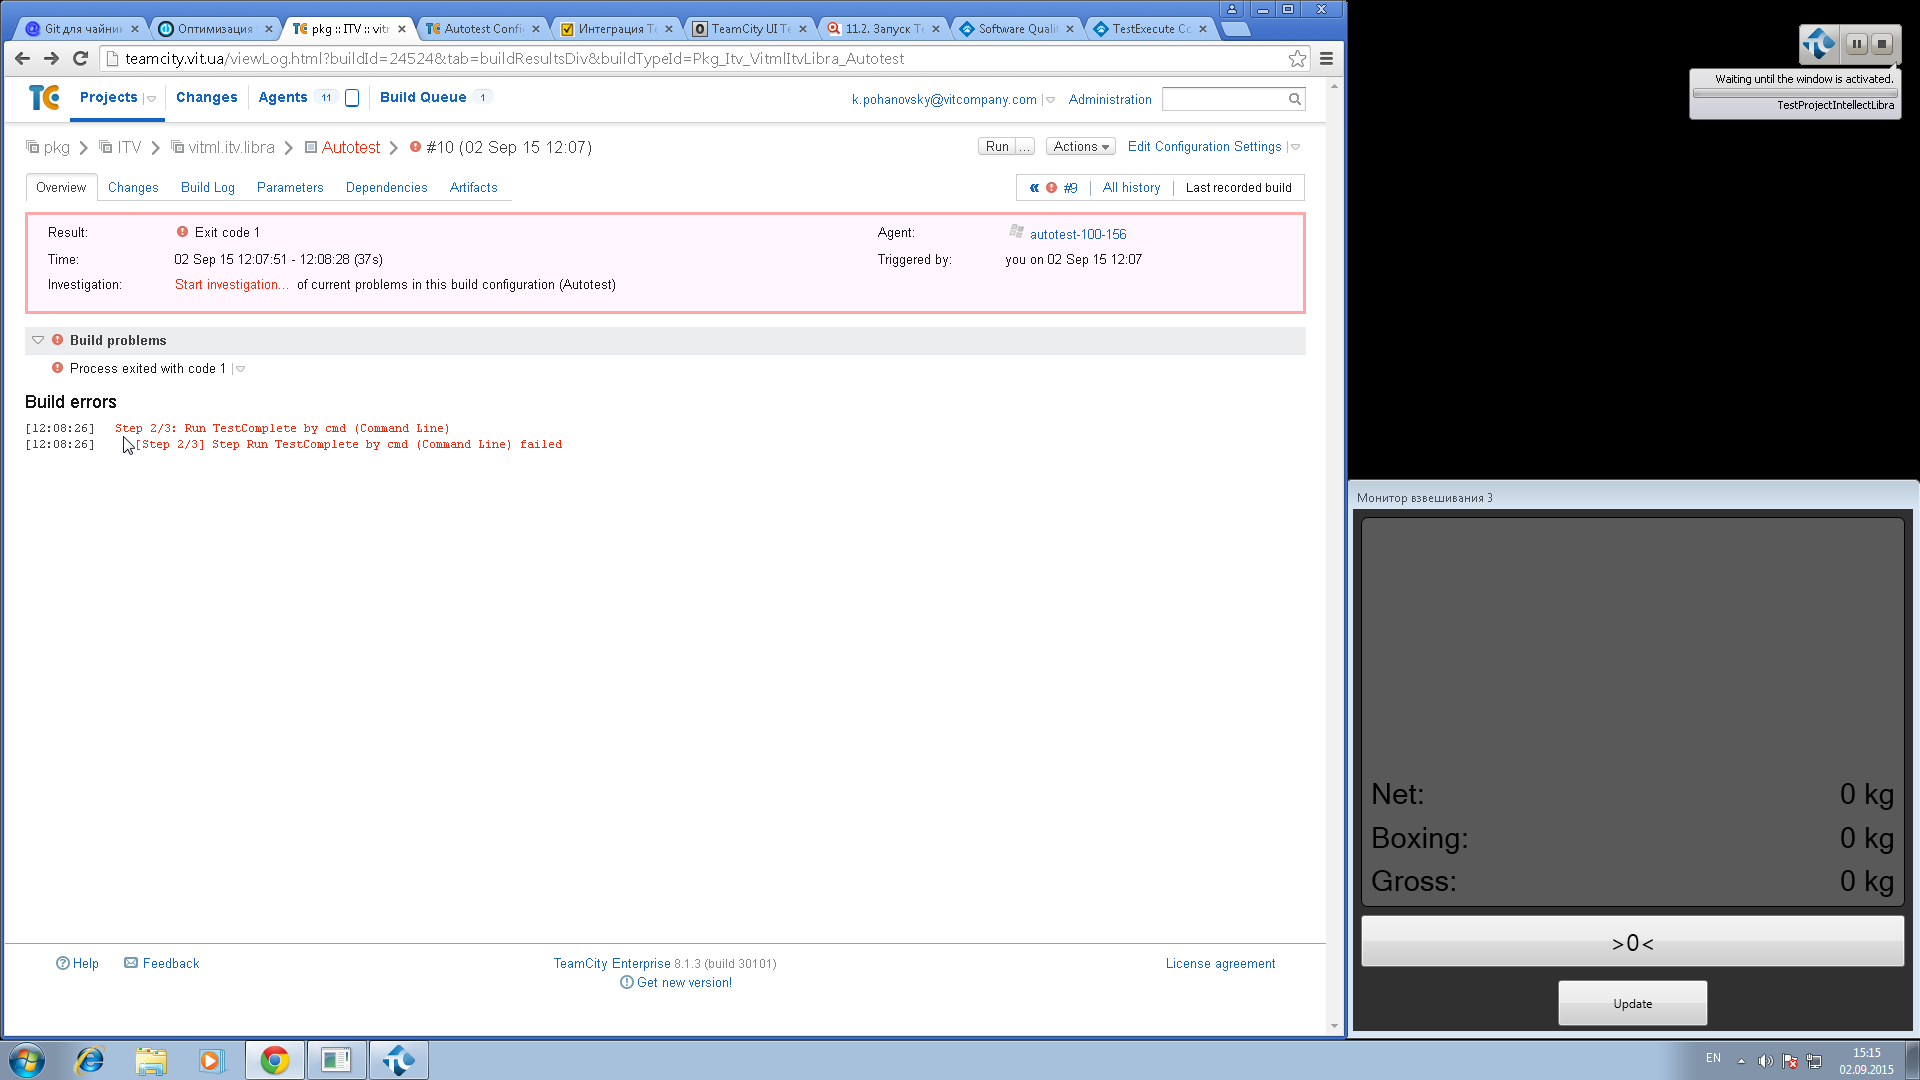 Git для чайник
Оптимизация
pkg :: ITV :: vitm
Autotest Confi
Интеграция Te
TeamCity UI Te
11.2. Запуск Te
Software Quali
TestExecute Co
teamcity.vit.ua/viewLog.html?buildId=24524&tab=buildResultsDiv&buildTypeId=Pkg_Itv_VitmlItvLibra_Autotest
Projects
Changes
Agents 11
Build Queue 1
k.pohanovsky@vitcompany.com
Administration
pkg ITV vitml.itv.libra Autotest #10 (02 Sep 15 12:07)
Run ...
Actions
Edit Configuration Settings
Overview
Changes
Build Log
Parameters
Dependencies
Artifacts
« #9 | All history | Last recorded build
Result: Exit code 1
Agent: autotest-100-156
Time: 02 Sep 15 12:07:51 - 12:08:28 (37s)
Triggered by: you on 02 Sep 15 12:07
Investigation: Start investigation... of current problems in this build configuration (Autotest)
Build problems
Process exited with code 1
Build errors
[12:08:26] Step 2/3: Run TestComplete by cmd (Command Line)
[12:08:26] [Step 2/3] Step Run TestComplete by cmd (Command Line) failed
Help
Feedback
TeamCity Enterprise 8.1.3 (build 30101)
Get new version!
License agreement
Waiting until the window is activated.
TestProjectIntellectLibra
Монитор взвешивания 3
Net: 0 kg
Boxing: 0 kg
Gross: 0 kg
>0<
Update
EN
15:15
02.09.2015